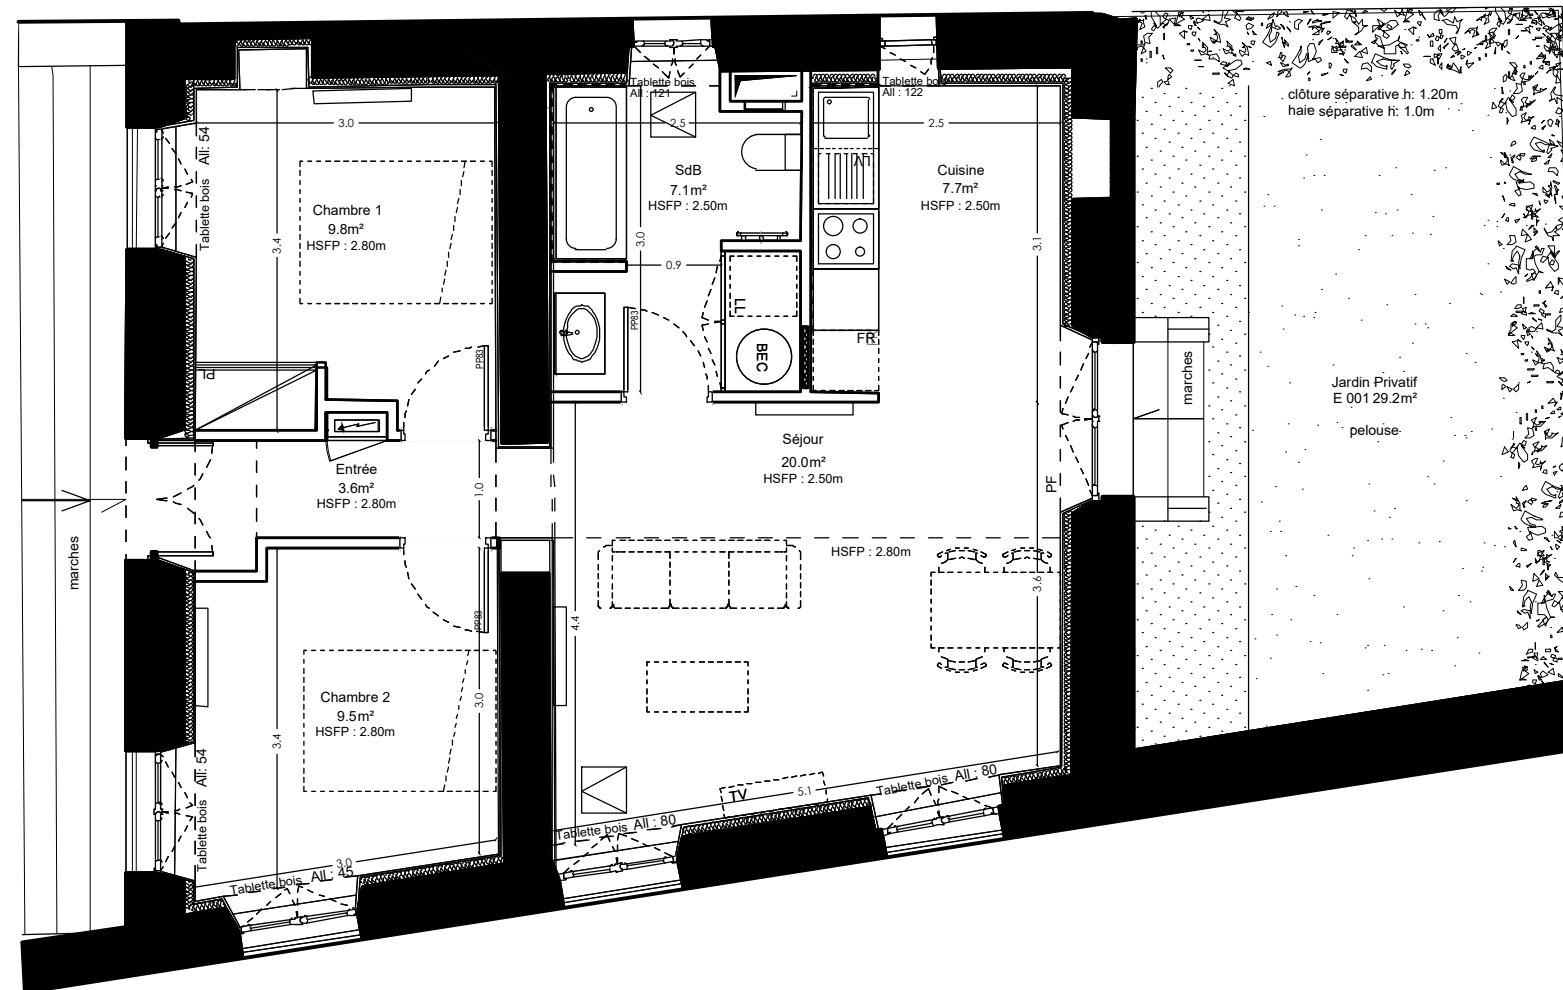 Tablette bois
All : 121
Tablette bois
All : 122
clôture séparative h: 1.20m
haie séparative h: 1.0m
3.0
2.5
2.5
Tablette bois All: 54
Chambre 1
9.8m²
HSFP : 2.80m
3.4
SdB
7.1m²
HSFP : 2.50m
3.0
0.9
LV
Cuisine
7.7m²
HSFP : 2.50m
3.1
LL
BEC
FR
PP83
PP83
PL
marches
Jardin Privatif
E 001 29.2m²
pelouse
Séjour
20.0m²
HSFP : 2.50m
Entrée
3.6m²
HSFP : 2.80m
1.0
PF
marches
HSFP : 2.80m
3.6
4.4
PP83
Chambre 2
9.5m²
HSFP : 2.80m
3.0
3.4
Tablette bois All: 54
TV
5.1
Tablette bois All : 80
Tablette bois All : 80
3.0
Tablette bois All : 45